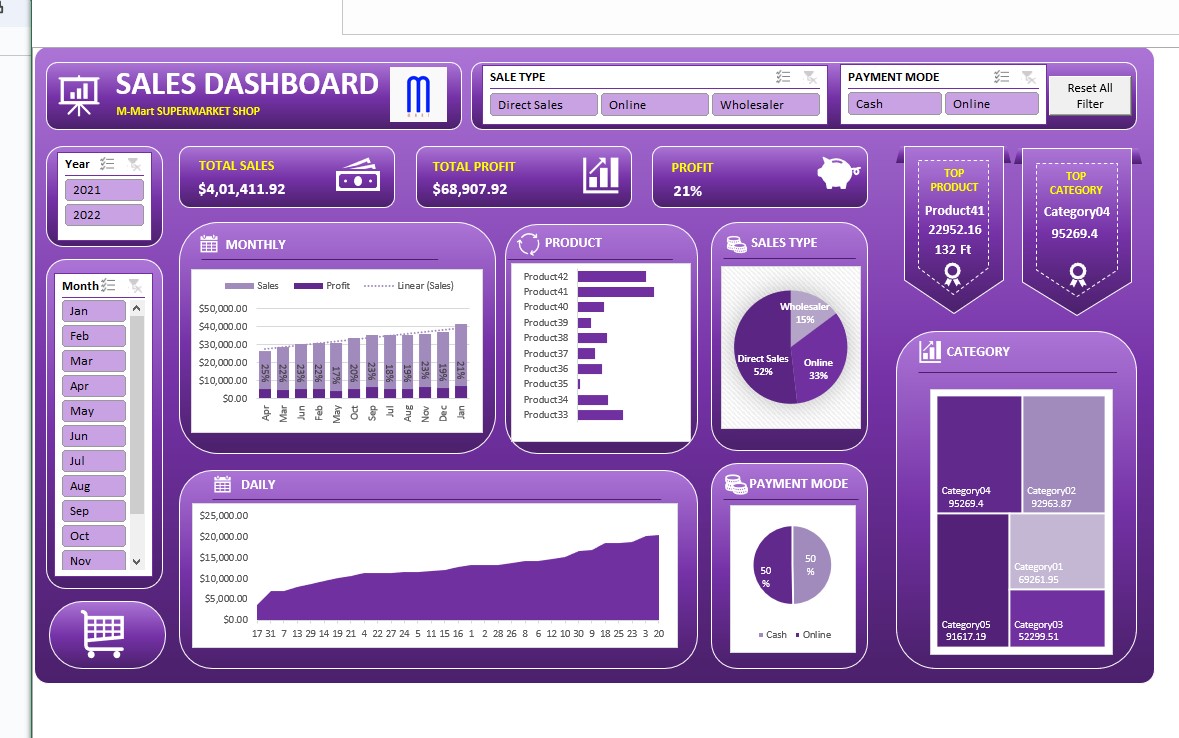 SALES DASHBOARD
M-Mart SUPERMARKET SHOP
m
MART
SALE TYPE
Direct Sales
Online
Wholesaler
PAYMENT MODE
Cash
Online
Reset All
Filter
Year
2021
2022
TOTAL SALES
$4,01,411.92
TOTAL PROFIT
$68,907.92
PROFIT
21%
TOP
PRODUCT
Product41
22952.16
132 Ft
TOP
CATEGORY
Category04
95269.4
Month
Jan
Feb
Mar
Apr
May
Jun
Jul
Aug
Sep
Oct
Nov
MONTHLY
Sales Profit Linear (Sales)
$50,000.00
$40,000.00
$30,000.00
$20,000.00
$10,000.00
$0.00
25% 22% 23% 22% 17% 20% 23% 18% 19% 23% 19% 21%
Apr Mar Jun Feb May Oct Sep Jul Aug Nov Dec Jan
PRODUCT
Product42
Product41
Product40
Product39
Product38
Product37
Product36
Product35
Product34
Product33
SALES TYPE
Wholesaler
15%
Direct Sales
52%
Online
33%
CATEGORY
Category04
95269.4
Category02
92963.87
Category01
69261.95
Category05
91617.19
Category03
52299.51
DAILY
$25,000.00
$20,000.00
$15,000.00
$10,000.00
$5,000.00
$0.00
17 31 7 13 29 14 19 21 4 22 27 24 5 11 15 16 1 2 28 26 8 6 12 10 30 9 18 25 23 3 20
PAYMENT MODE
50
%
50
%
Cash Online